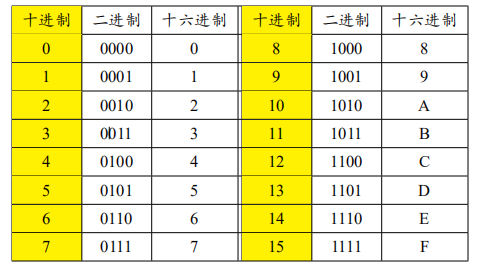 十进制 二进制 十六进制 十进制 二进制 十六进制
0 0000 0 8 1000 8
1 0001 1 9 1001 9
2 0010 2 10 1010 A
3 0011 3 11 1011 B
4 0100 4 12 1100 C
5 0101 5 13 1101 D
6 0110 6 14 1110 E
7 0111 7 15 1111 F